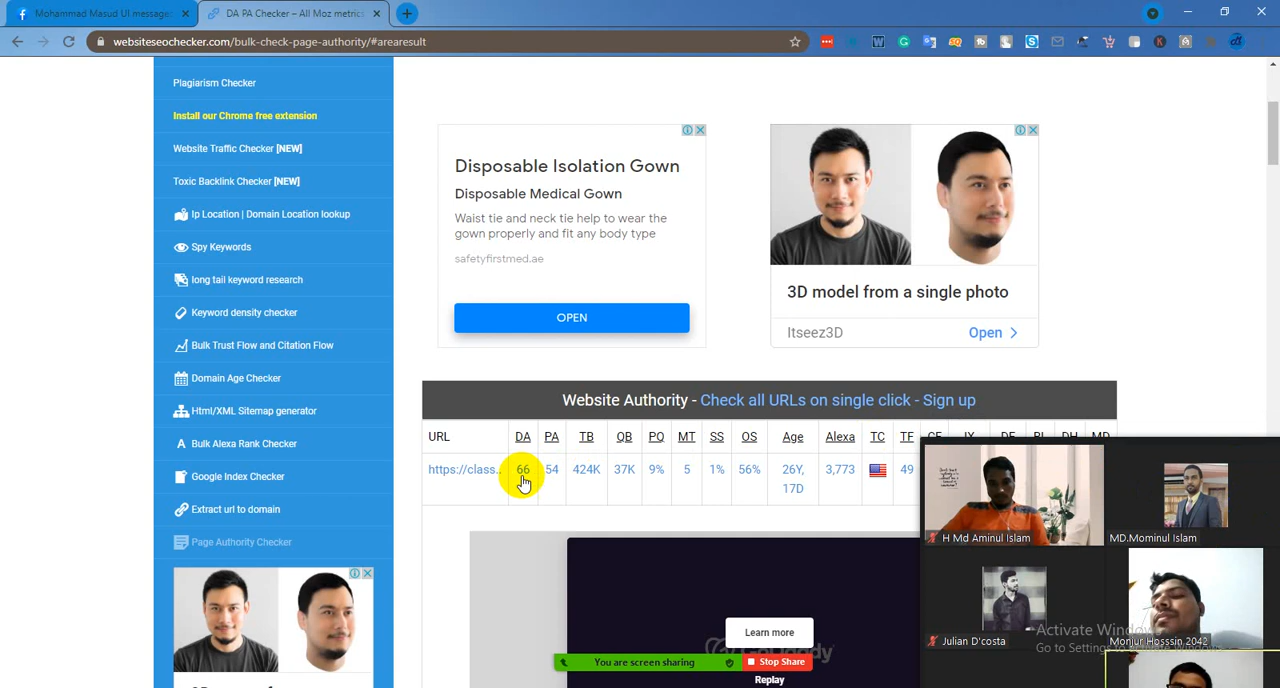 Mohammad Masud UI message
DA PA Checker – All Moz metrics
websiteseochecker.com/bulk-check-page-authority/#arearesult
Plagiarism Checker
Install our Chrome free extension
Website Traffic Checker [NEW]
Toxic Backlink Checker [NEW]
Ip Location | Domain Location lookup
Spy Keywords
long tail keyword research
Keyword density checker
Bulk Trust Flow and Citation Flow
Domain Age Checker
Html/XML Sitemap generator
Bulk Alexa Rank Checker
Google Index Checker
Extract url to domain
Page Authority Checker
Disposable Isolation Gown
Disposable Medical Gown
Waist tie and neck tie help to wear the
gown properly and fit any body type
safetyfirstmed.ae
OPEN
3D model from a single photo
Itseez3D Open
Website Authority - Check all URLs on single click - Sign up
URL DA PA TB QB PQ MT SS OS Age Alexa TC TF
https://class.. 66 54 424K 37K 9% 5 1% 56% 26Y, 3,773 49
17D
Learn more
GoDaddy
You are screen sharing Stop Share
Replay
H Md Aminul Islam
MD.Mominul Islam
Julian D'costa
Monjur Hosssin.2042
Activate Windows